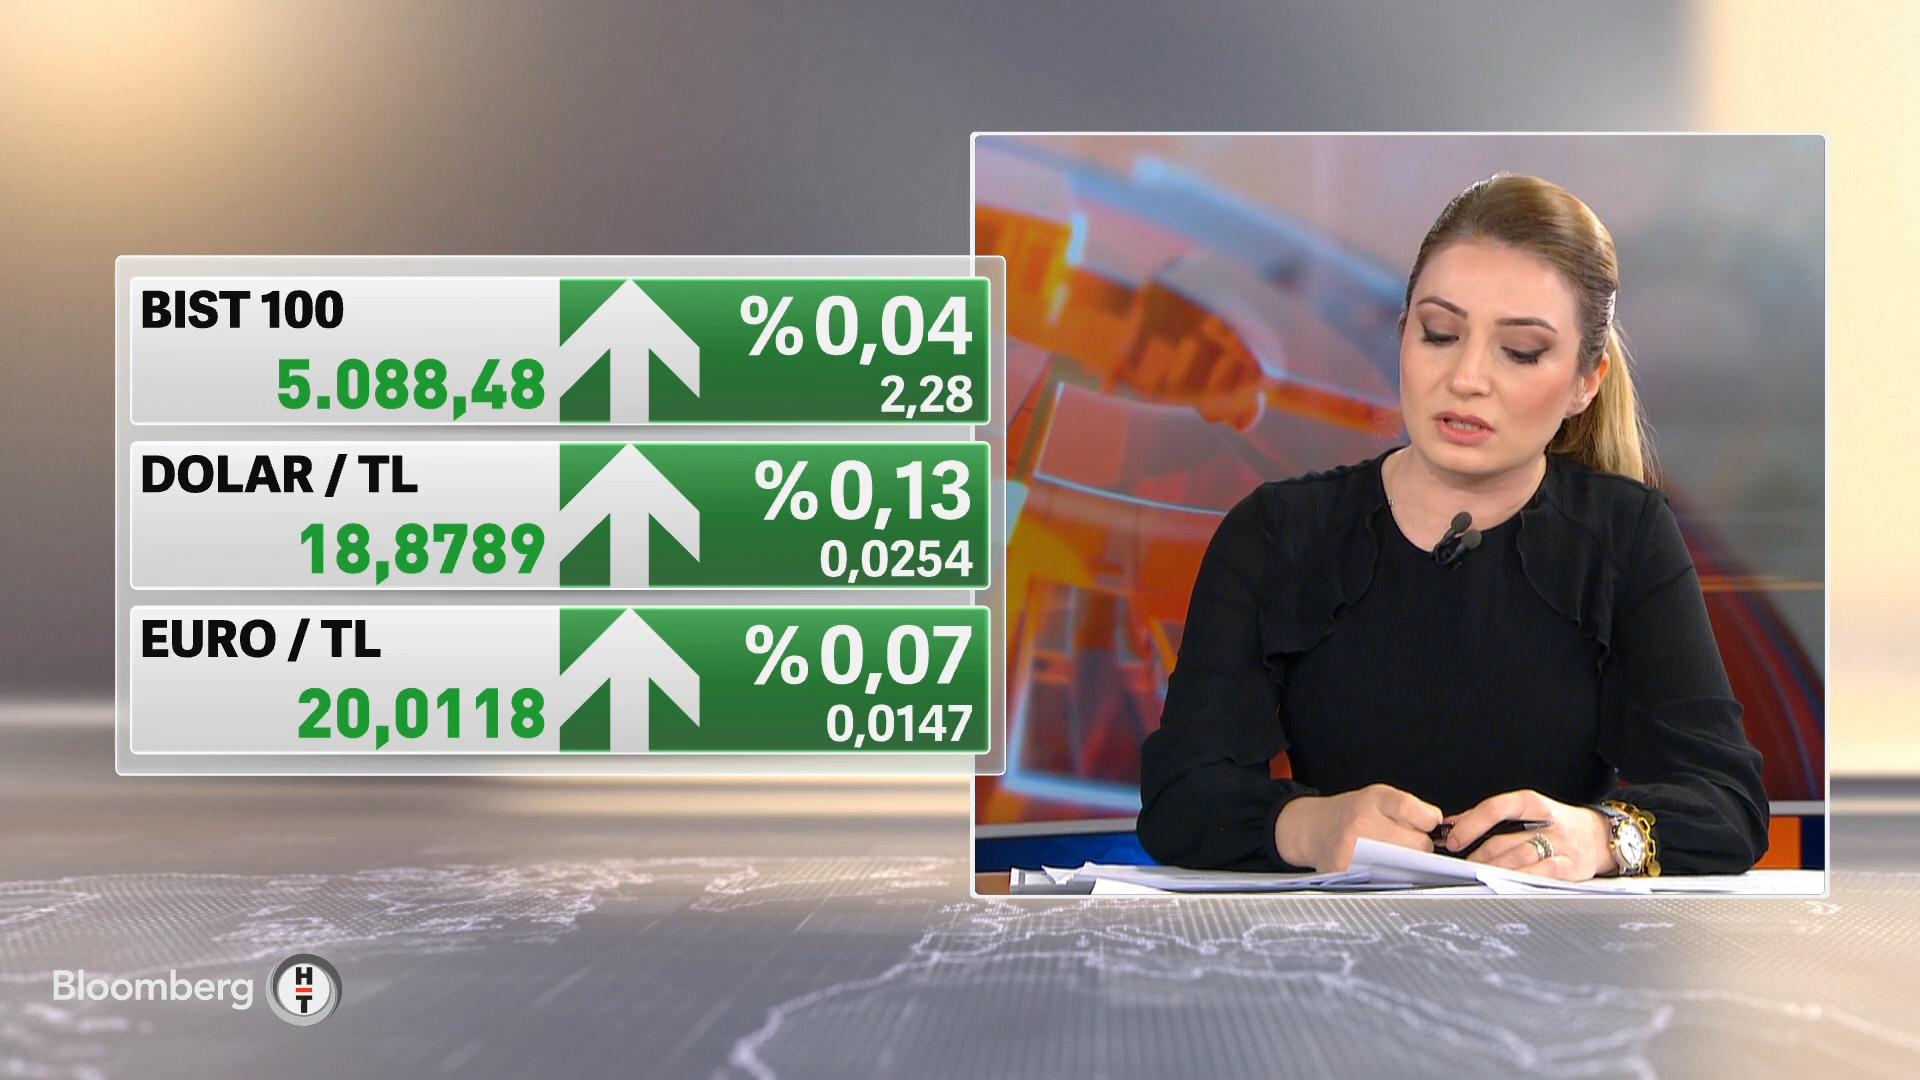 BIST 100
5.088,48
%0,04
2,28
DOLAR / TL
18,8789
%0,13
0,0254
EURO / TL
20,0118
%0,07
0,0147
Bloomberg HT